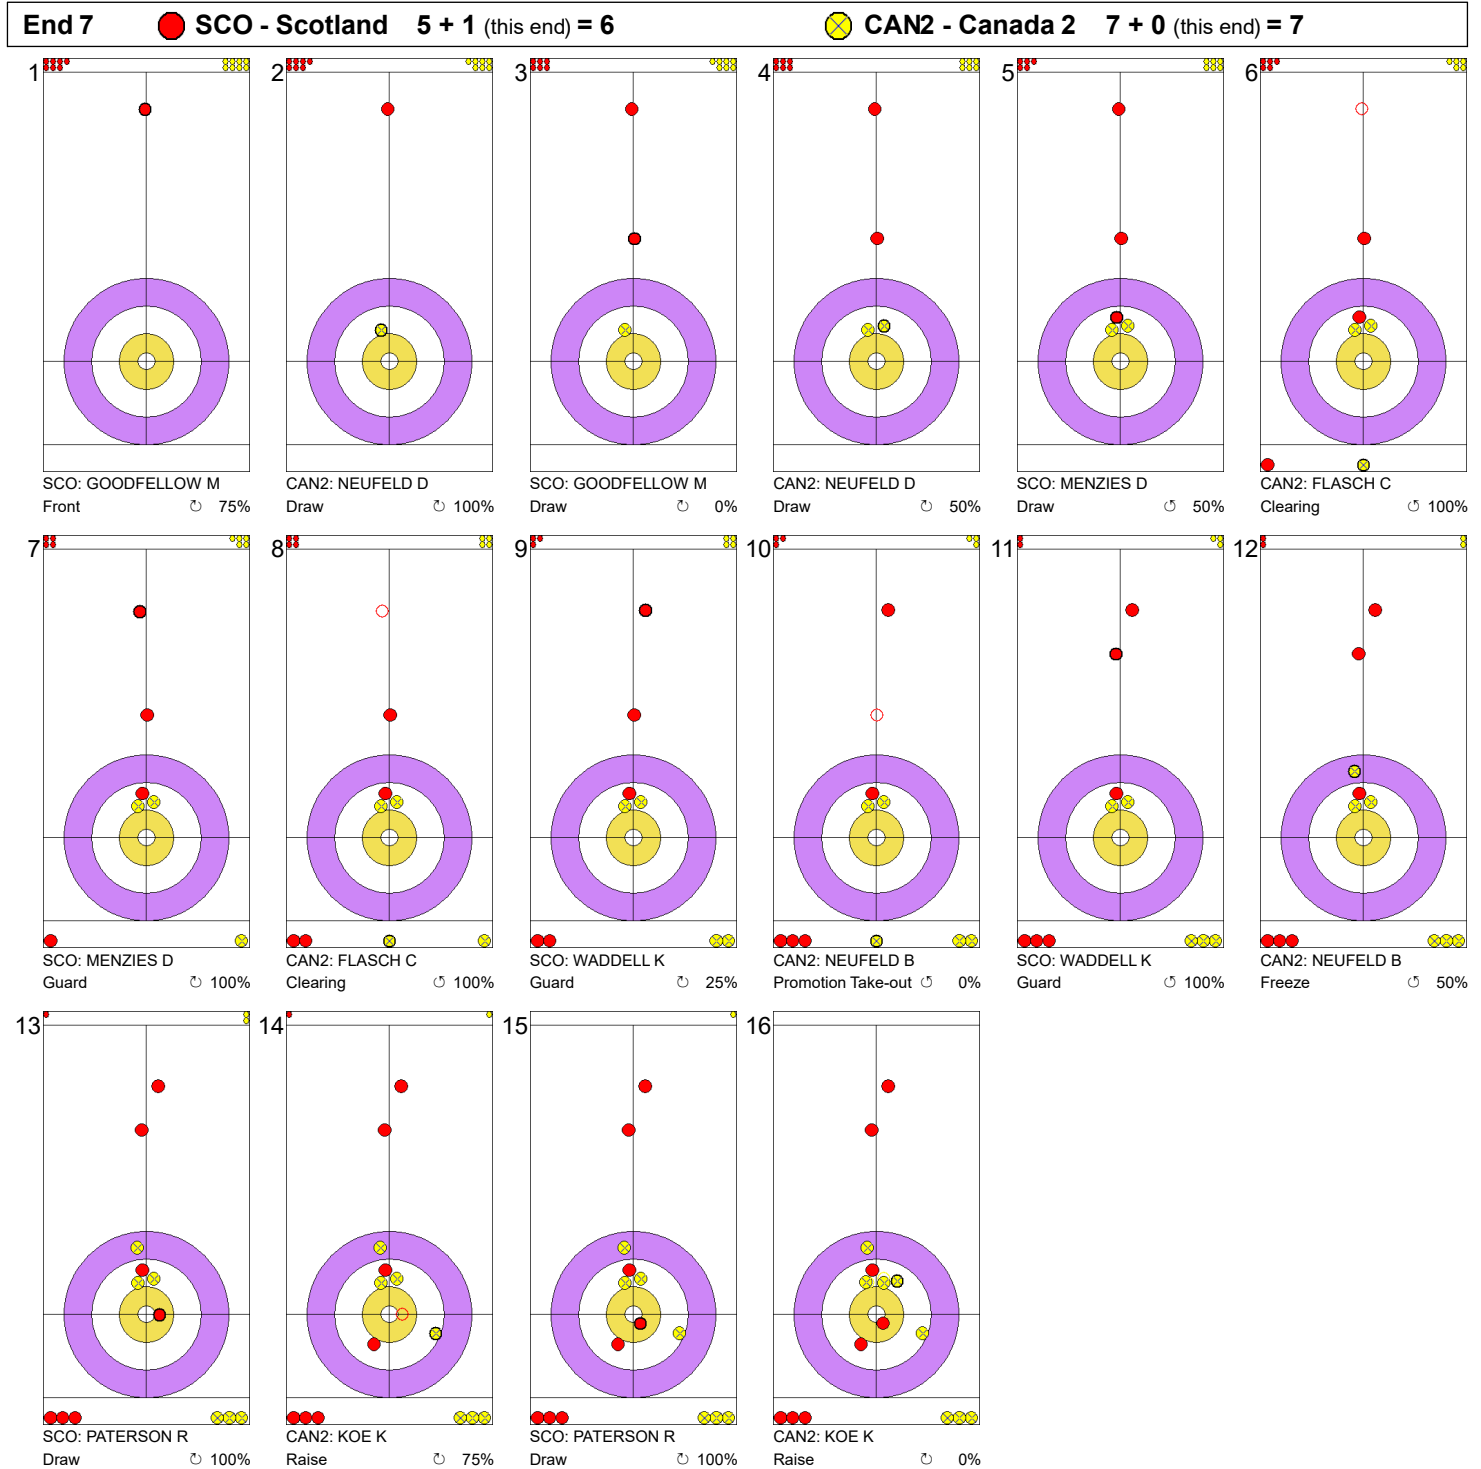 End 7 SCO - Scotland 5 + 1 (this end) = 6 CAN2 - Canada 2 7 + 0 (this end) = 7
1 2 3 4 5 6
SCO: GOODFELLOW M CAN2: NEUFELD D SCO: GOODFELLOW M CAN2: NEUFELD D SCO: MENZIES D CAN2: FLASCH C
Front ↻ 75% Draw ↻ 100% Draw ↻ 0% Draw ↻ 50% Draw ↺ 50% Clearing ↺ 100%
7 8 9 10 11 12
SCO: MENZIES D CAN2: FLASCH C SCO: WADDELL K CAN2: NEUFELD B SCO: WADDELL K CAN2: NEUFELD B
Guard ↻ 100% Clearing ↻ 100% Guard ↻ 25% Promotion Take-out ↺ 0% Guard ↺ 100% Freeze ↺ 50%
13 14 15 16
SCO: PATERSON R CAN2: KOE K SCO: PATERSON R CAN2: KOE K
Draw ↻ 100% Raise ↻ 75% Draw ↻ 100% Raise ↻ 0%